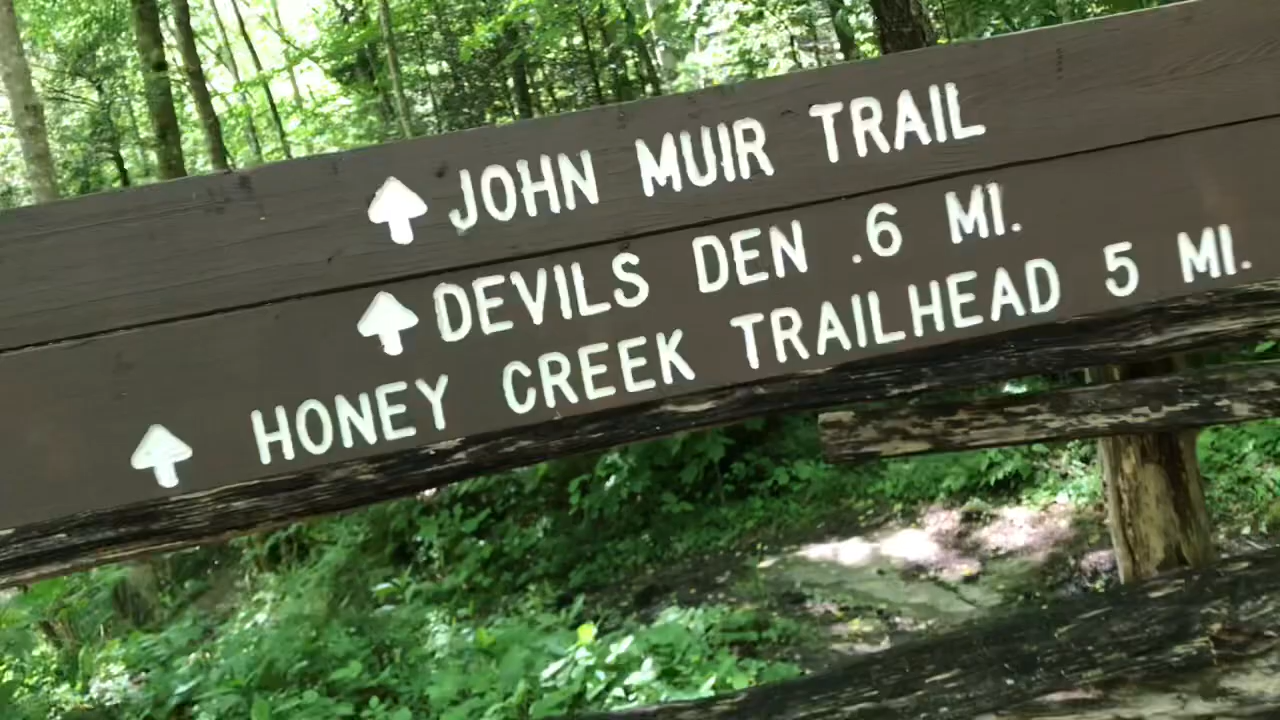 JOHN MUIR TRAIL
DEVILS DEN .6 MI.
HONEY CREEK TRAILHEAD 5 MI.